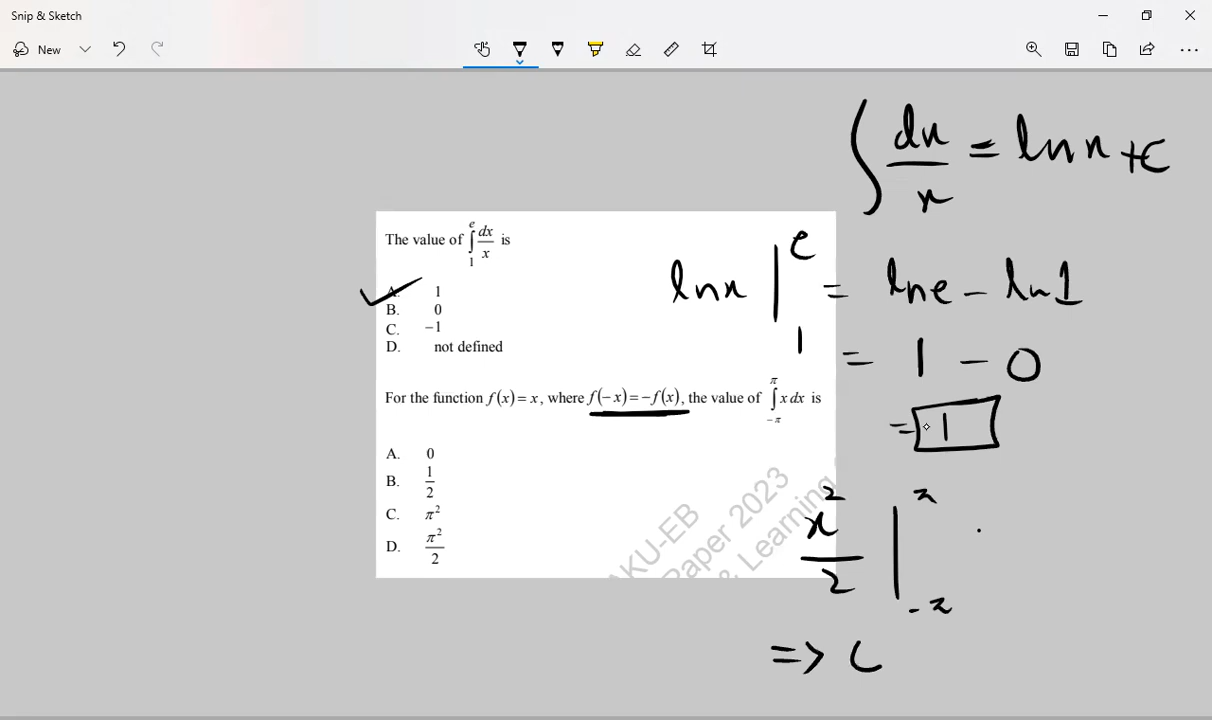 Snip & Sketch
New
∫ dx/x = ln x + c
The value of ∫₁ᵉ dx/x is
A. 1
B. 0
C. −1
D. not defined
ln x |₁ᵉ = ln e − ln 1
= 1 − 0
= 1
For the function f(x) = x, where f(−x) = −f(x), the value of ∫₋πᵖⁱ x dx is
A. 0
B. 1/2
C. π²
D. π²/2
x²/2 |
=>
AKU-EB
Paper 2023
& Learning